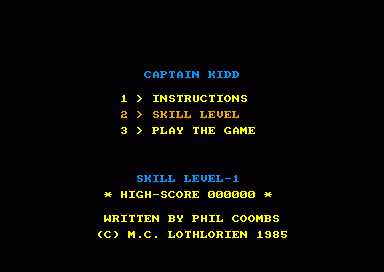 CAPTAIN KIDD
1 > INSTRUCTIONS
2 > SKILL LEVEL
3 > PLAY THE GAME
SKILL LEVEL-1
* HIGH-SCORE 000000 *
WRITTEN BY PHIL COOMBS
(C) M.C. LOTHLORIEN 1985